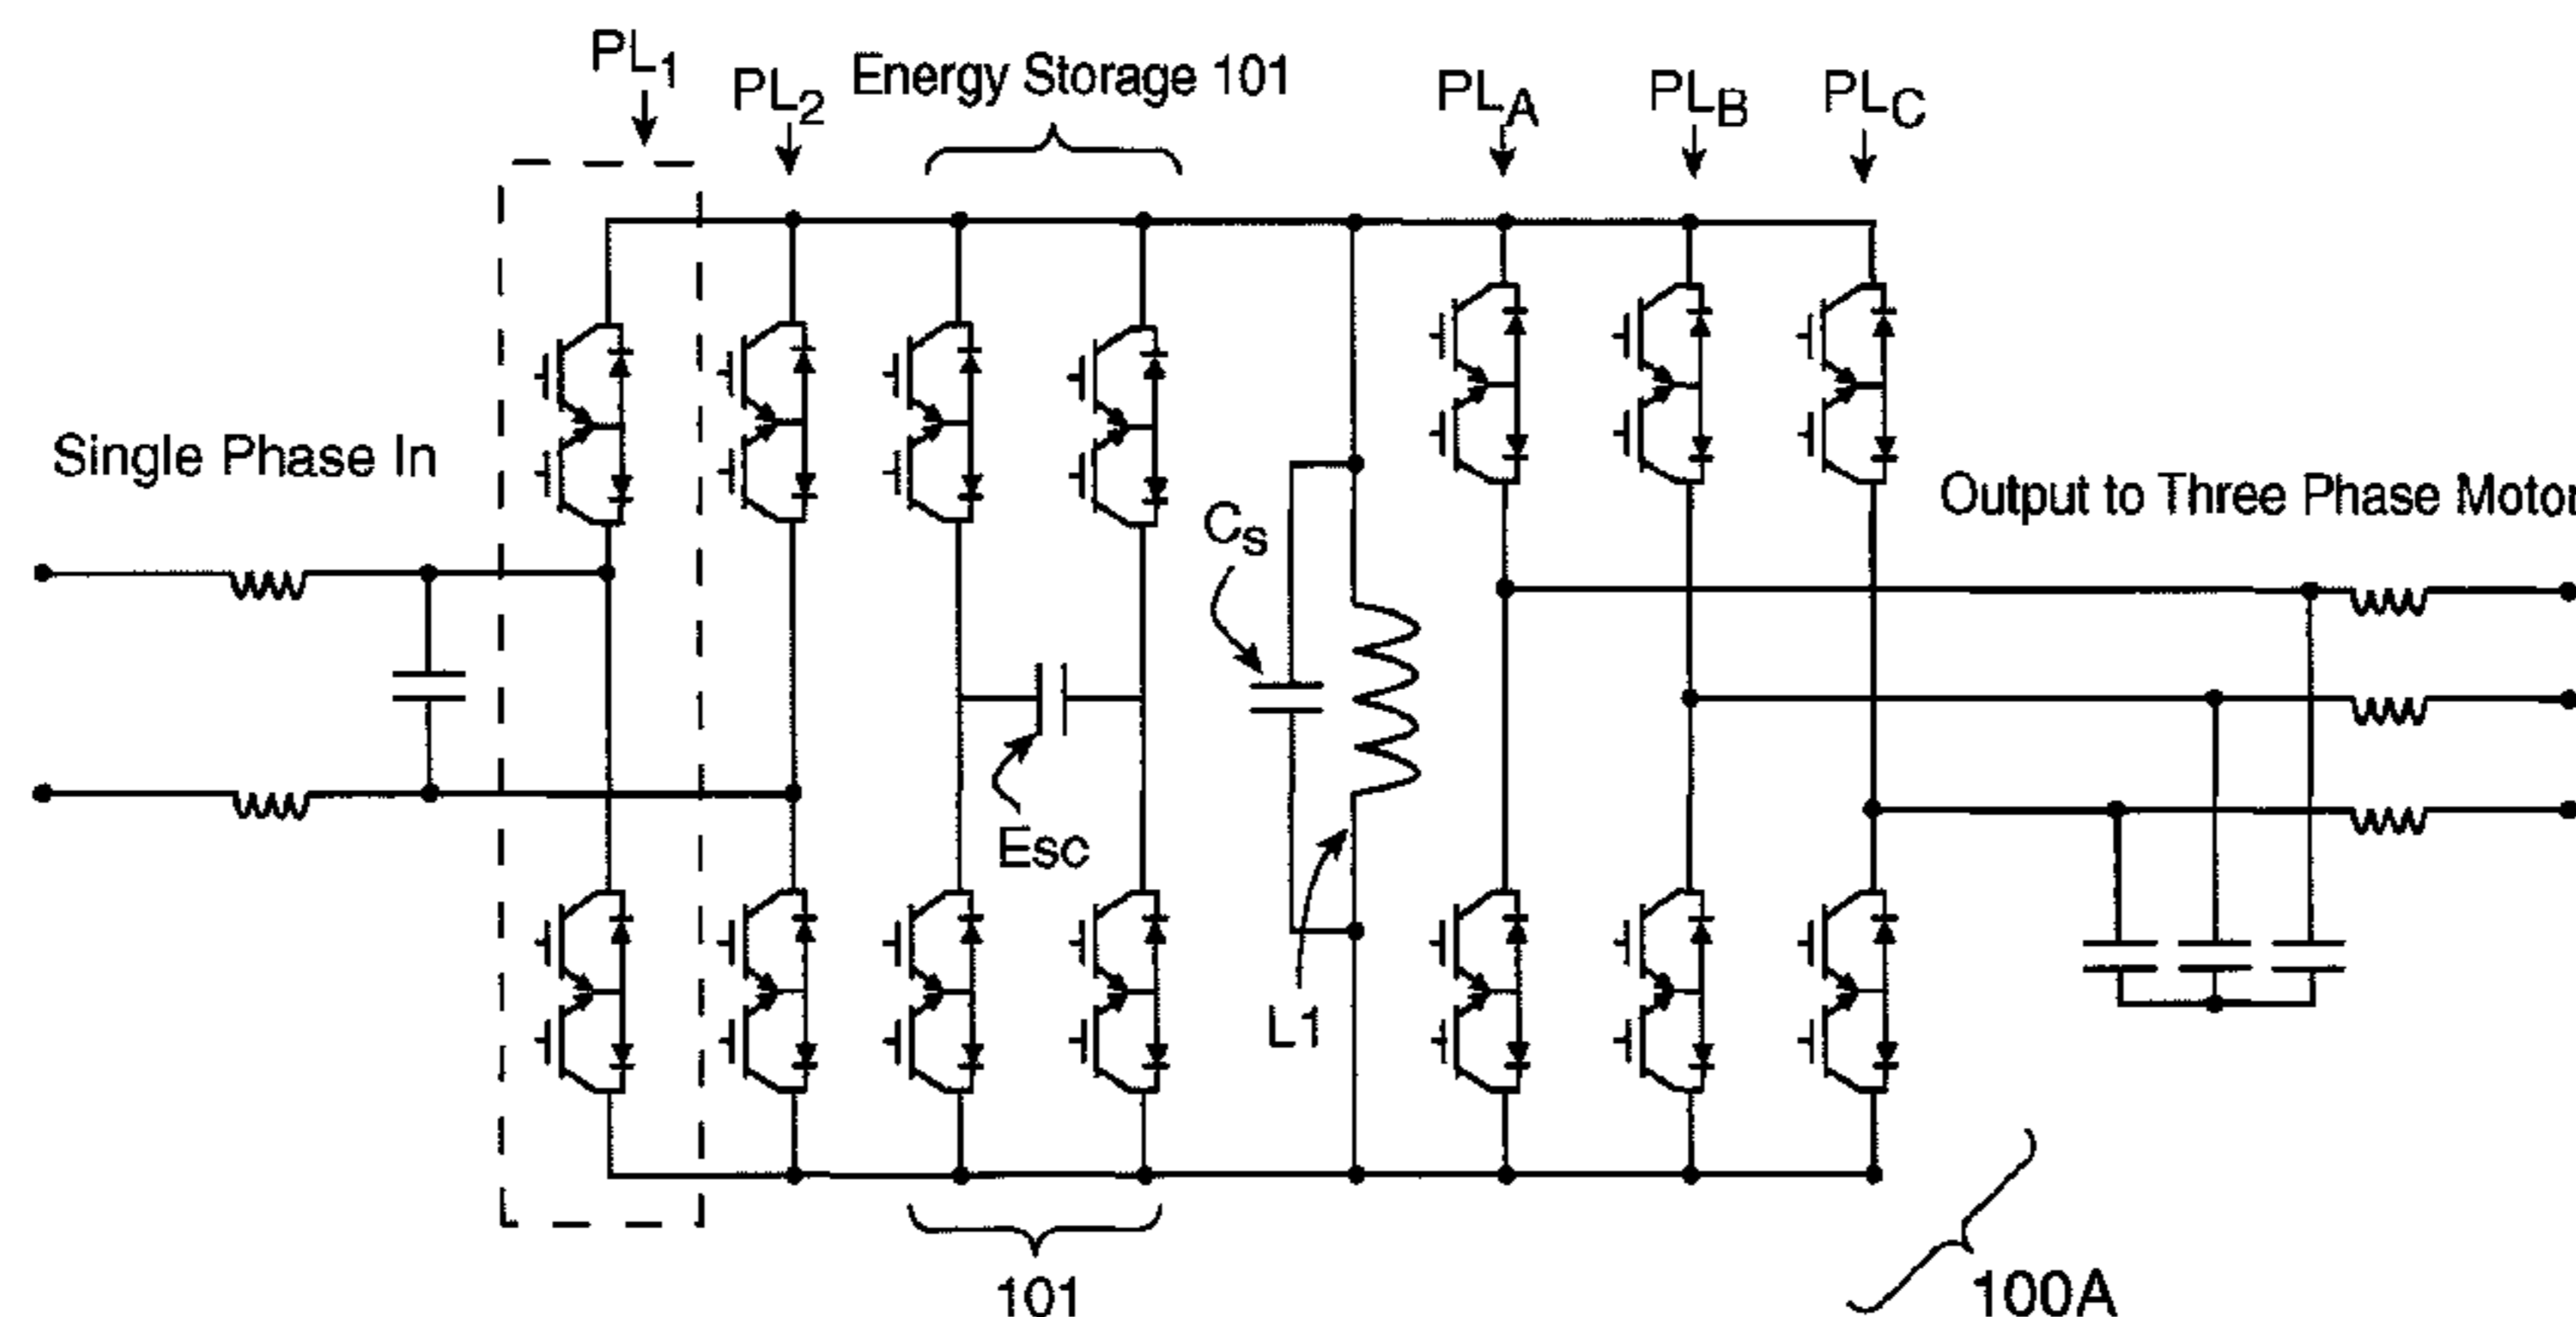 PL1
PL2
Energy Storage 101
PLA
PLB
PLC
Single Phase In
Output to Three Phase Motor
Cs
Esc
L1
101
100A